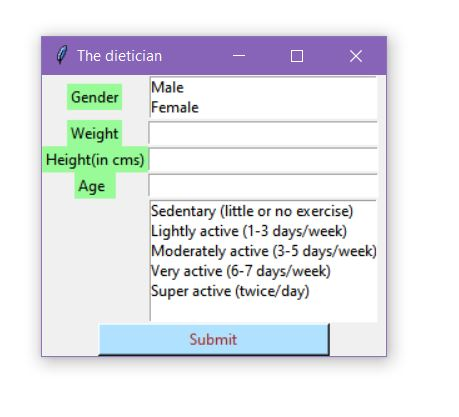 The dietician
Gender
Male
Female
Weight
Height(in cms)
Age
Sedentary (little or no exercise)
Lightly active (1-3 days/week)
Moderately active (3-5 days/week)
Very active (6-7 days/week)
Super active (twice/day)
Submit